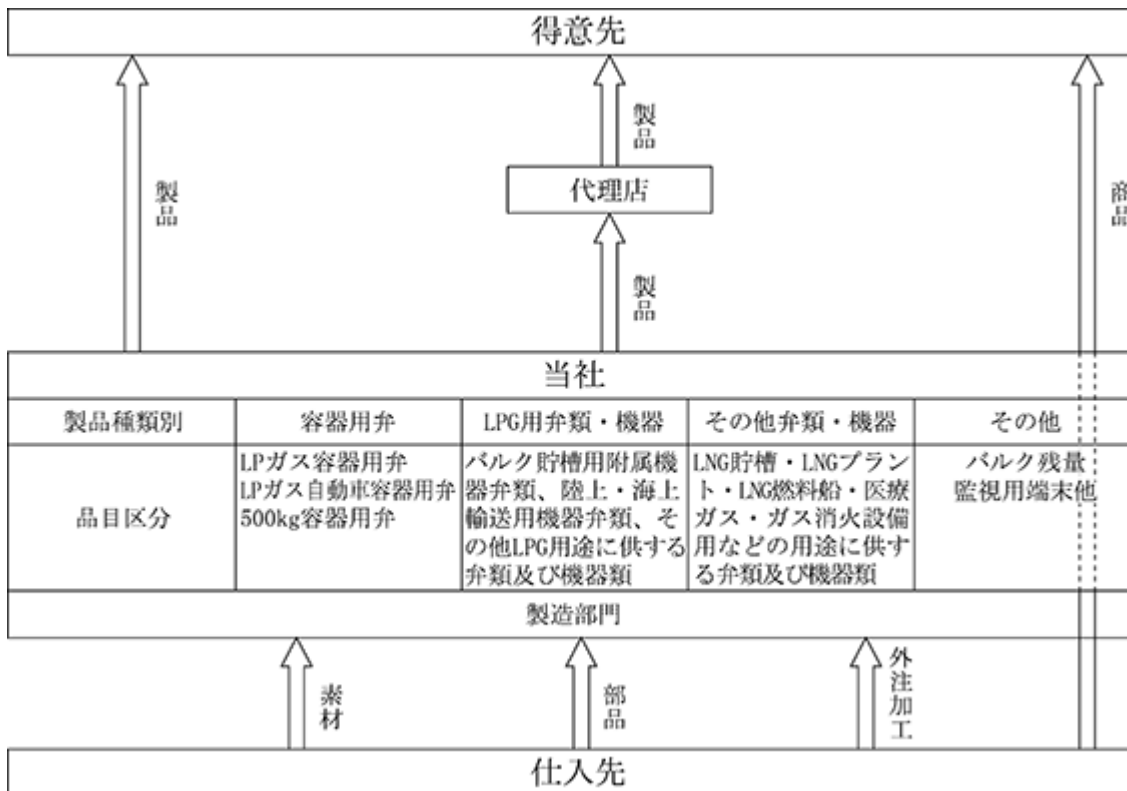 得意先
製品
製品
商品
代理店
製品
当社
製品種類別
容器用弁
LPG用弁類・機器
その他弁類・機器
その他
品目区分
LPガス容器用弁
LPガス自動車容器用弁
500kg容器用弁
バルク貯槽用附属機
器弁類、陸上・海上
輸送用機器弁類、そ
の他LPG用途に供する
弁類及び機器類
LNG貯槽・LNGプラン
ト・LNG燃料船・医療
ガス・ガス消火設備
用などの用途に供す
る弁類及び機器類
バルク残量
監視用端末他
製造部門
素材
部品
外注加工
仕入先